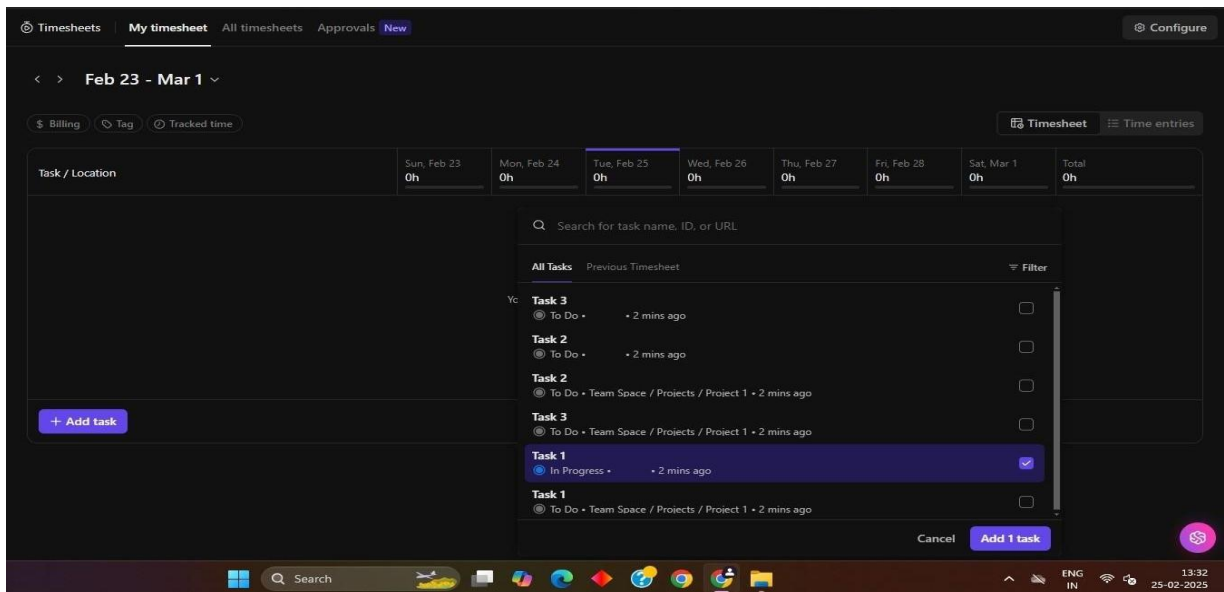 Timesheets My timesheet All timesheets Approvals New Configure
Feb 23 - Mar 1
$ Billing Tag Tracked time Timesheet Time entries
Task / Location Sun, Feb 23 Mon, Feb 24 Tue, Feb 25 Wed, Feb 26 Thu, Feb 27 Fri, Feb 28 Sat, Mar 1 Total
0h 0h 0h 0h 0h 0h 0h 0h
Search for task name, ID, or URL
All Tasks Previous Timesheet Filter
Yo
Task 3
To Do • • 2 mins ago
Task 2
To Do • • 2 mins ago
Task 2
To Do • Team Space / Projects / Project 1 • 2 mins ago
Task 3
To Do • Team Space / Projects / Project 1 • 2 mins ago
+ Add task
Task 1
In Progress • • 2 mins ago
Task 1
To Do • Team Space / Projects / Project 1 • 2 mins ago
Cancel Add 1 task
Search ENG 13:32
IN 25-02-2025